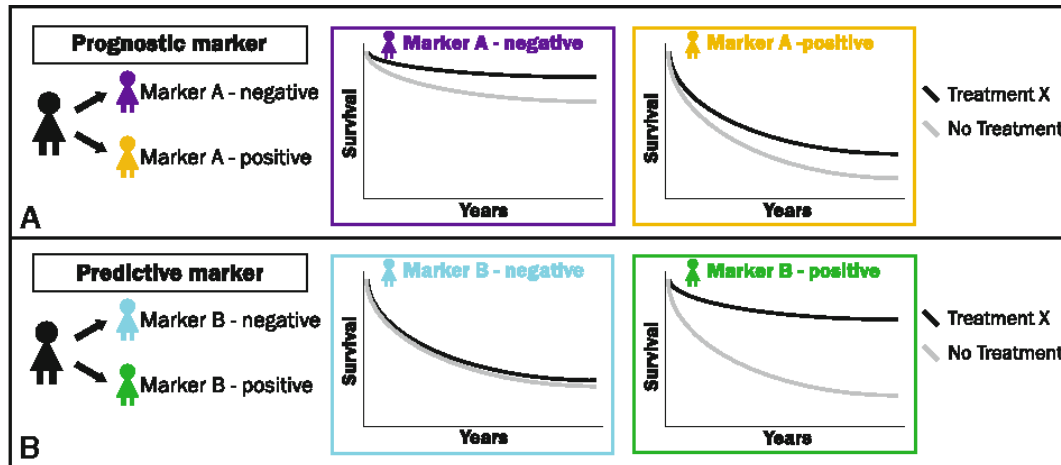 Prognostic marker
Marker A - negative
Marker A - positive
A
Marker A - negative
Survival
Years
Marker A -positive
Survival
Years
Treatment X
No Treatment
Predictive marker
Marker B - negative
Marker B - positive
B
Marker B - negative
Survival
Years
Marker B - positive
Survival
Years
Treatment X
No Treatment